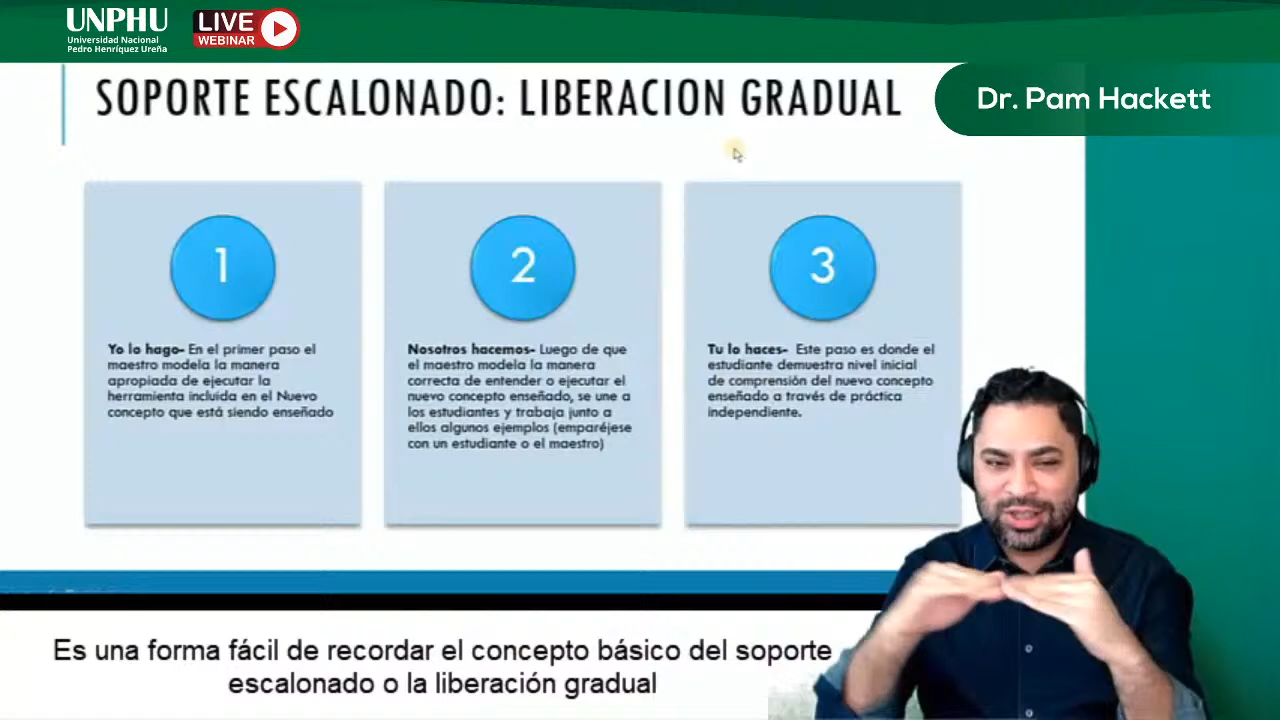 UNPHU
Universidad Nacional
Pedro Henríquez Ureña
LIVE
WEBINAR
SOPORTE ESCALONADO: LIBERACION GRADUAL
Dr. Pam Hackett
1
Yo lo hago- En el primer paso el
maestro modela la manera
apropiada de ejecutar la
herramienta incluida en el Nuevo
concepto que está siendo enseñado
2
Nosotros hacemos- Luego de que
el maestro modela la manera
correcta de entender o ejecutar el
nuevo concepto enseñado, se une a
los estudiantes y trabaja junto a
ellos algunos ejemplos (emparéjese
con un estudiante o el maestro)
3
Tu lo haces- Este paso es donde el
estudiante demuestra nivel inicial
de comprensión del nuevo concepto
enseñado a través de práctica
independiente.
Es una forma fácil de recordar el concepto básico del soporte
escalonado o la liberación gradual